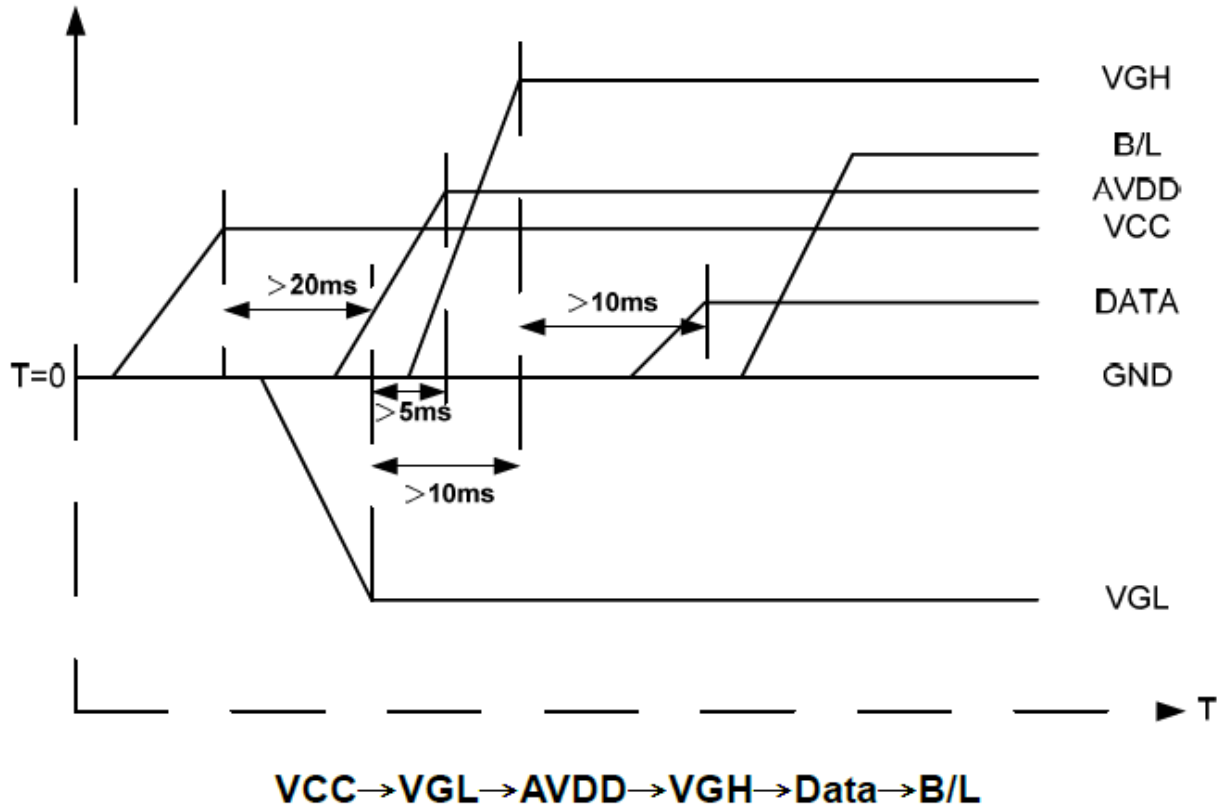 VGH
B/L
AVDD
VCC
>20ms
>10ms
DATA
T=0
GND
>5ms
>10ms
VGL
T
VCC→VGL→AVDD→VGH→Data→B/L